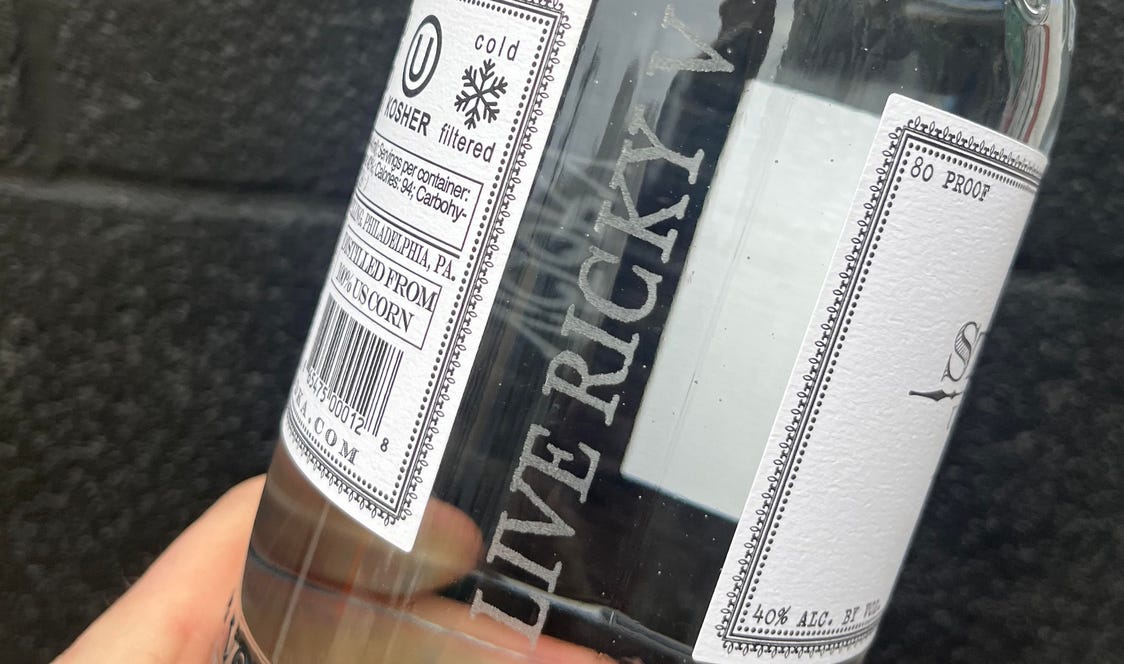 U
KOSHER
cold
filtered
Servings per container:
Calories: 94; Carbohy-
PHILADELPHIA, PA.
DISTILLED FROM
100% US CORN
00012
8
.COM
LIVE RICKY V
80 PROOF
40% ALC. BY VOL.